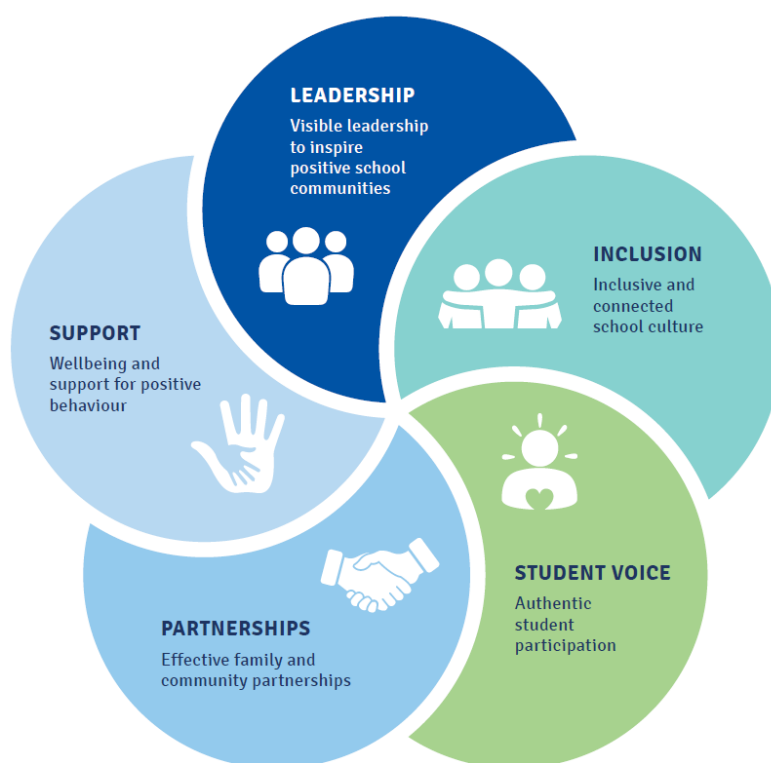 LEADERSHIP
Visible leadership
to inspire
positive school
communities
INCLUSION
Inclusive and
connected
school culture
STUDENT VOICE
Authentic
student
participation
PARTNERSHIPS
Effective family and
community partnerships
SUPPORT
Wellbeing and
support for positive
behaviour